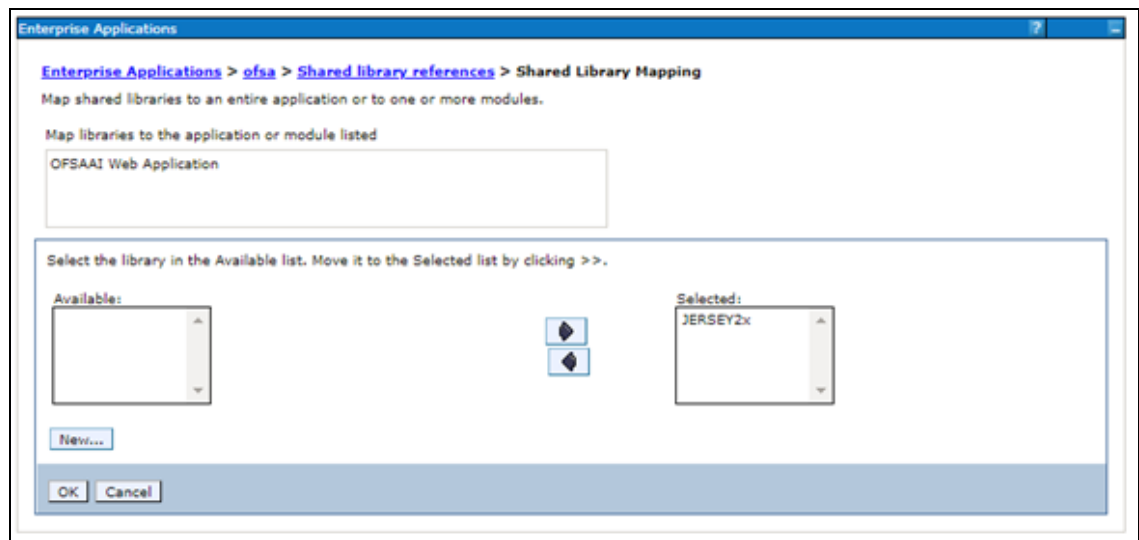 Enterprise Applications ?
Enterprise Applications > ofsa > Shared library references > Shared Library Mapping
Map shared libraries to an entire application or to one or more modules.
Map libraries to the application or module listed
OFSAAI Web Application
Select the library in the Available list. Move it to the Selected list by clicking >>.
Available: Selected:
JERSEY2x
New...
OK Cancel